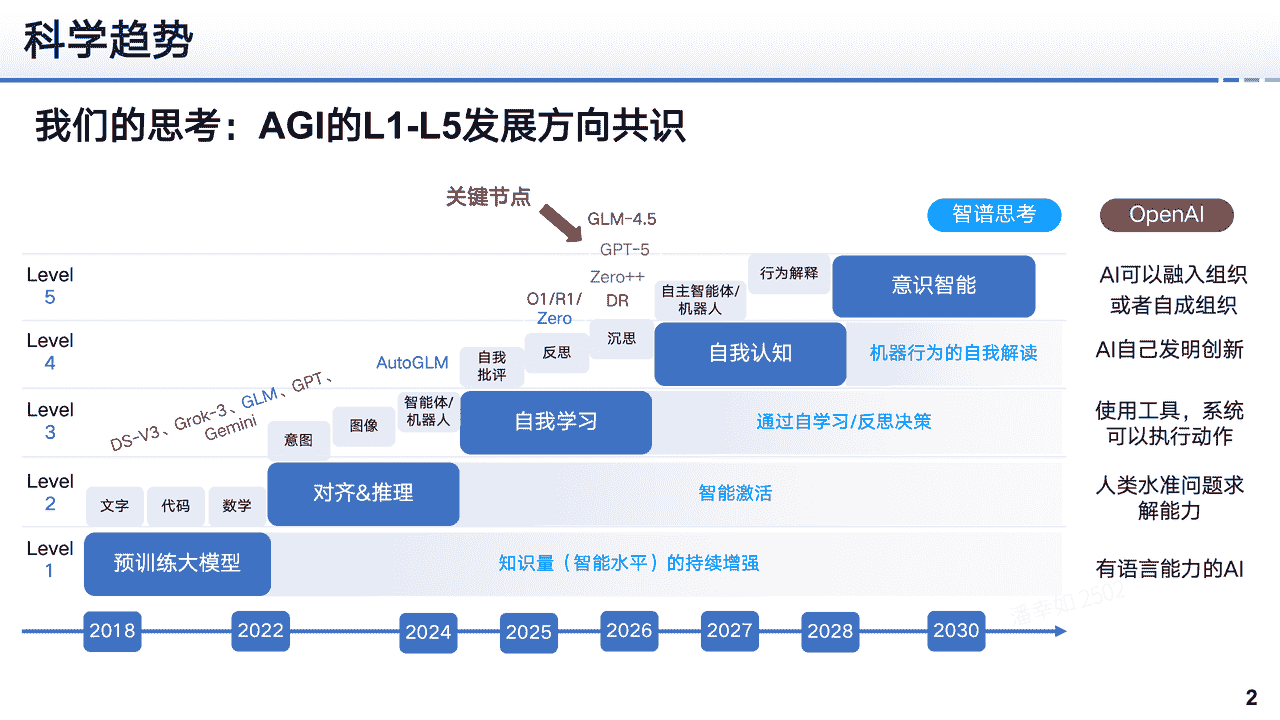 科学趋势
我们的思考：AGI的L1-L5发展方向共识
关键节点
GLM-4.5
GPT-5
Zero++
DR
O1/R1/
Zero
AutoGLM
DS-V3、Grok-3、GLM、GPT、
Gemini
智谱思考
OpenAI
Level
5
自主智能体/
机器人
行为解释
意识智能
AI可以融入组织
或者自成组织
Level
4
自我
批评
反思
沉思
自我认知
机器行为的自我解读
AI自己发明创新
Level
3
意图
图像
智能体/
机器人
自我学习
通过自学习/反思决策
使用工具，系统
可以执行动作
Level
2
文字
代码
数学
对齐&推理
智能激活
人类水准问题求
解能力
Level
1
预训练大模型
知识量（智能水平）的持续增强
有语言能力的AI
潘幸如 2502
2018
2022
2024
2025
2026
2027
2028
2030
2